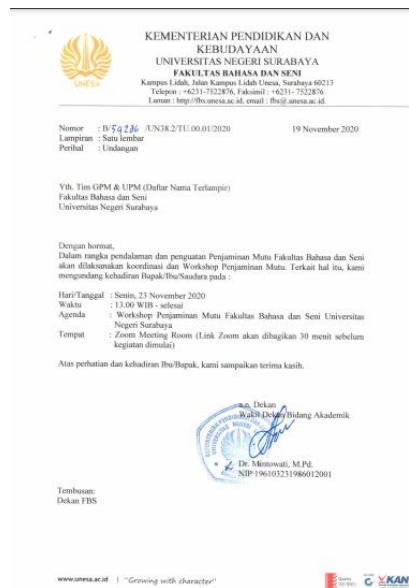 UNESA
KEMENTERIAN PENDIDIKAN DAN
KEBUDAYAAN
UNIVERSITAS NEGERI SURABAYA
FAKULTAS BAHASA DAN SENI
Kampus Lidah, Jalan Kampus Lidah Unesa, Surabaya 60213
Telepon : +6231-7522876, Faksimil : +6231- 7522876
Laman : http://fbs.unesa.ac.id, email : fbs@.unesa.ac.id.
Nomor : B/59286 /UN38.2/TU.00.01/2020 19 November 2020
Lampiran : Satu lembar
Perihal : Undangan
Yth. Tim GPM & UPM (Daftar Nama Terlampir)
Fakultas Bahasa dan Seni
Universitas Negeri Surabaya
Dengan hormat,
Dalam rangka pendalaman dan penguatan Penjaminan Mutu Fakultas Bahasa dan Seni
akan dilaksanakan koordinasi dan Workshop Penjaminan Mutu. Terkait hal itu, kami
mengundang kehadiran Bapak/Ibu/Saudara pada :
Hari/Tanggal : Senin, 23 November 2020
Waktu : 13.00 WIB - selesai
Agenda : Workshop Penjaminan Mutu Fakultas Bahasa dan Seni Universitas
Negeri Surabaya
Tempat : Zoom Meeting Room (Link Zoom akan dibagikan 30 menit sebelum
kegiatan dimulai)
Atas perhatian dan kehadiran Ibu/Bapak, kami sampaikan terima kasih.
a.n. Dekan
Wakil Dekan Bidang Akademik
Dr. Mintowati, M.Pd.
NIP 196103231986012001
Tembusan:
Dekan FBS
www.unesa.ac.id | "Growing with character"
KAN